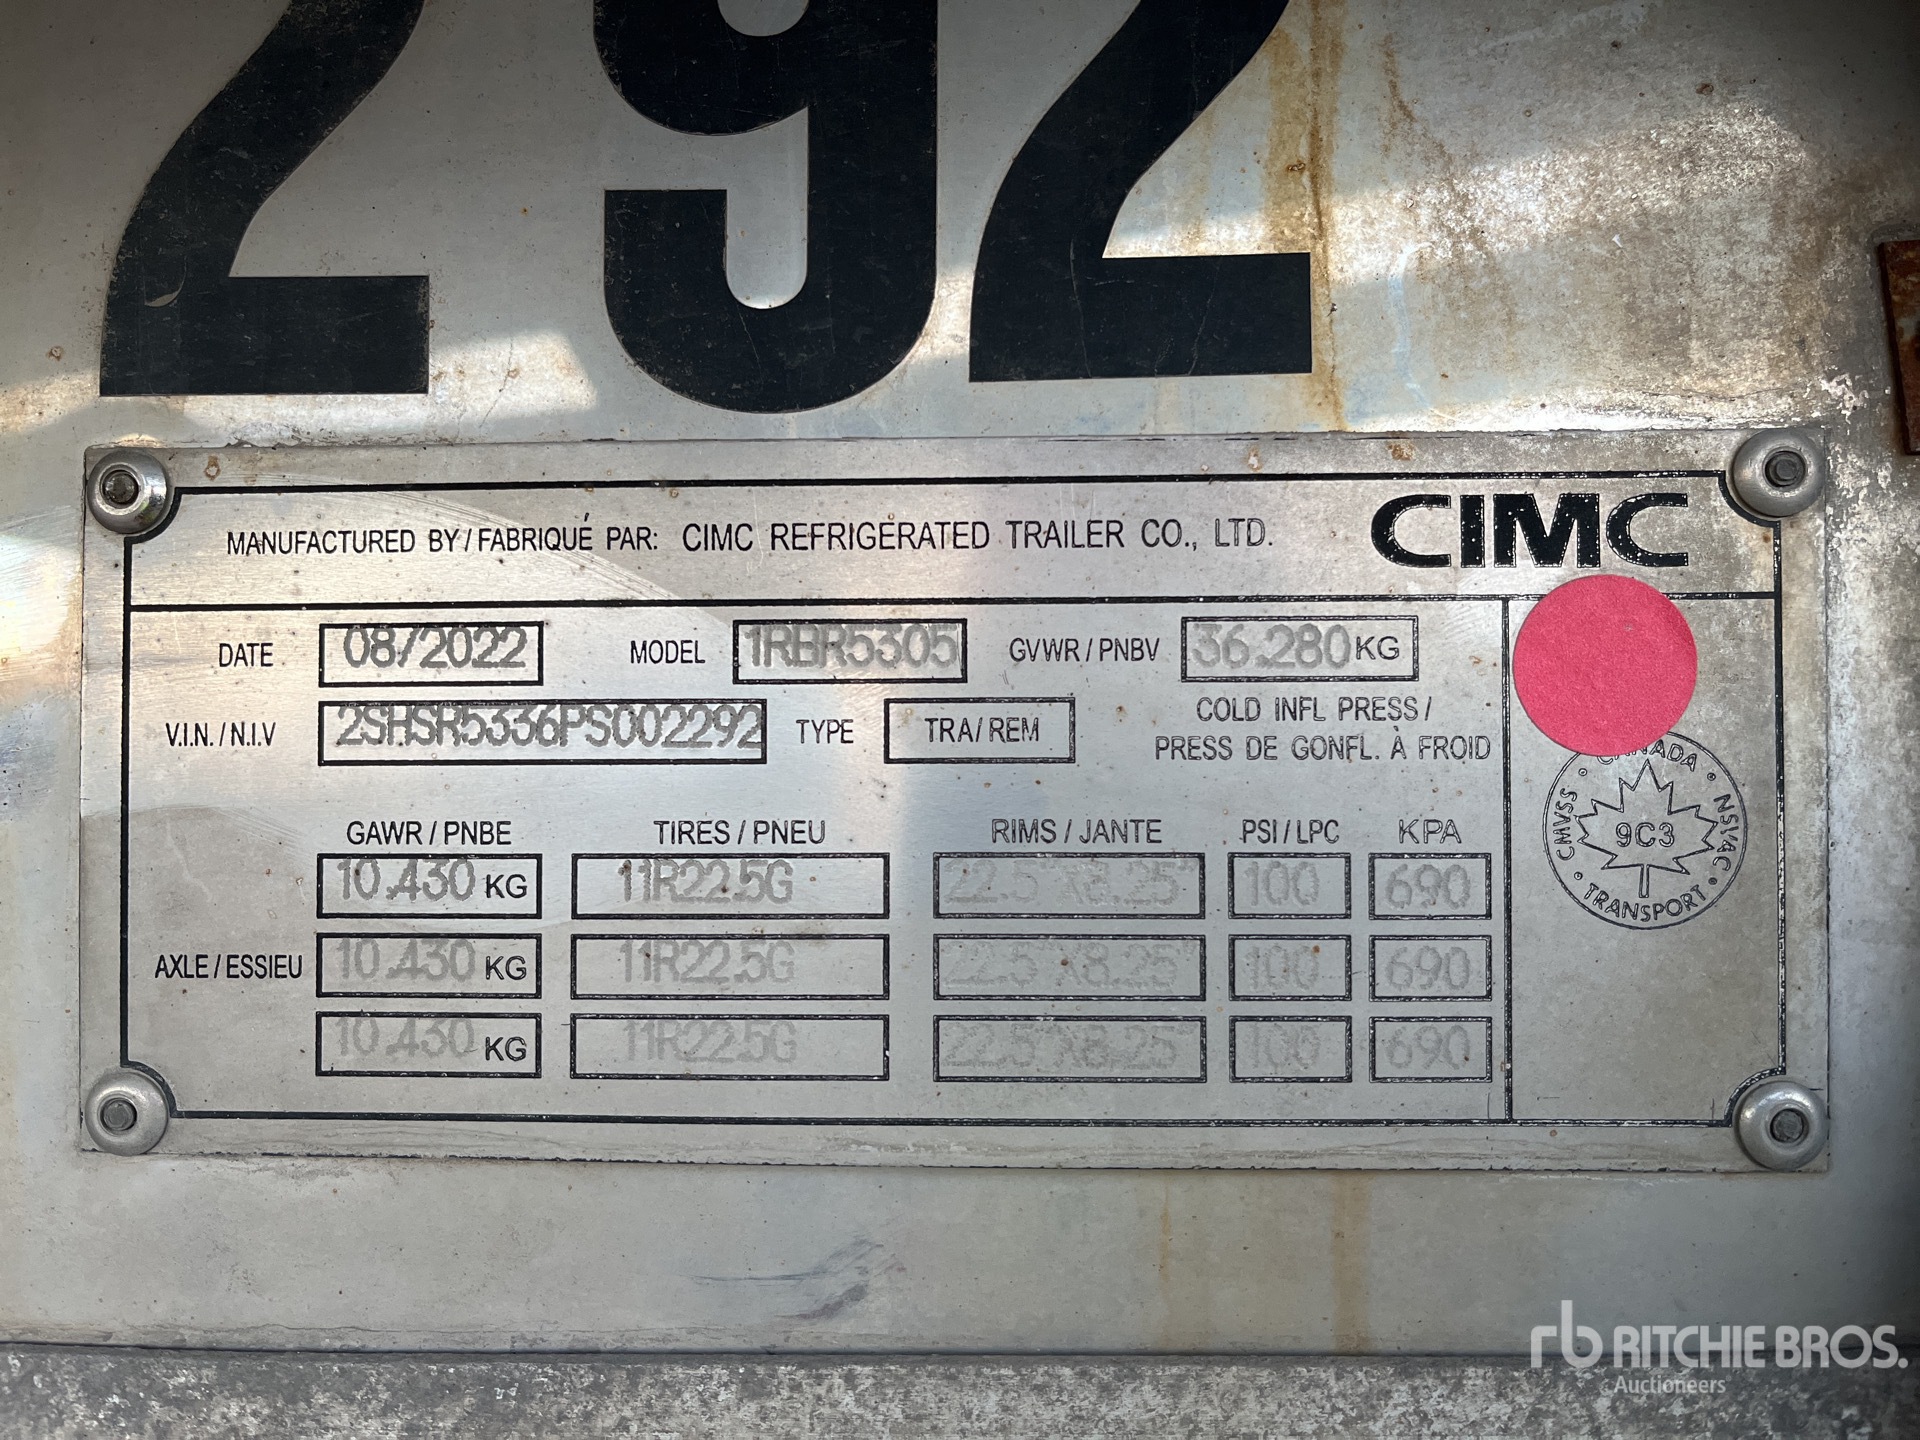 292
MANUFACTURED BY / FABRIQUÉ PAR: CIMC REFRIGERATED TRAILER CO., LTD. CIMC
DATE 08/2022 MODEL 1RBR5305 GVWR / PNBV 36.280 KG
V.I.N. / N.I.V 2SHSR5336PS002292 TYPE TRA / REM COLD INFL PRESS /
PRESS DE GONFL. À FROID
GAWR / PNBE TIRES / PNEU RIMS / JANTE PSI / LPC KPA
10.430 KG 11R22.5G 22.5"X8.25" 100 690
AXLE / ESSIEU 10.430 KG 11R22.5G 22.5"X8.25" 100 690
10.430 KG 11R22.5G 22.5"X8.25" 100 690
CANADA
CMVSS 9C3 NSVAC
TRANSPORT
rb RITCHIE BROS.
Auctioneers